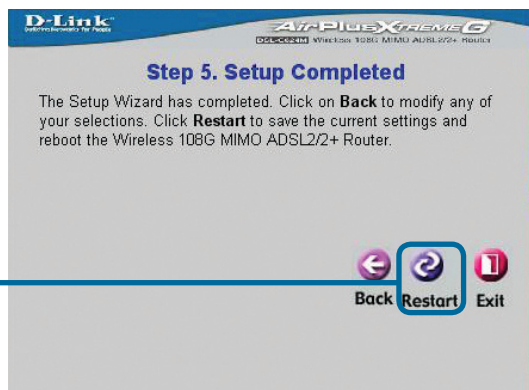 D-Link
Building Networks for People
AirPlus Xtreme G
DSL-G624M Wireless 108G MIMO ADSL2/2+ Router
Step 5. Setup Completed
The Setup Wizard has completed. Click on Back to modify any of
your selections. Click Restart to save the current settings and
reboot the Wireless 108G MIMO ADSL2/2+ Router.
Back Restart Exit